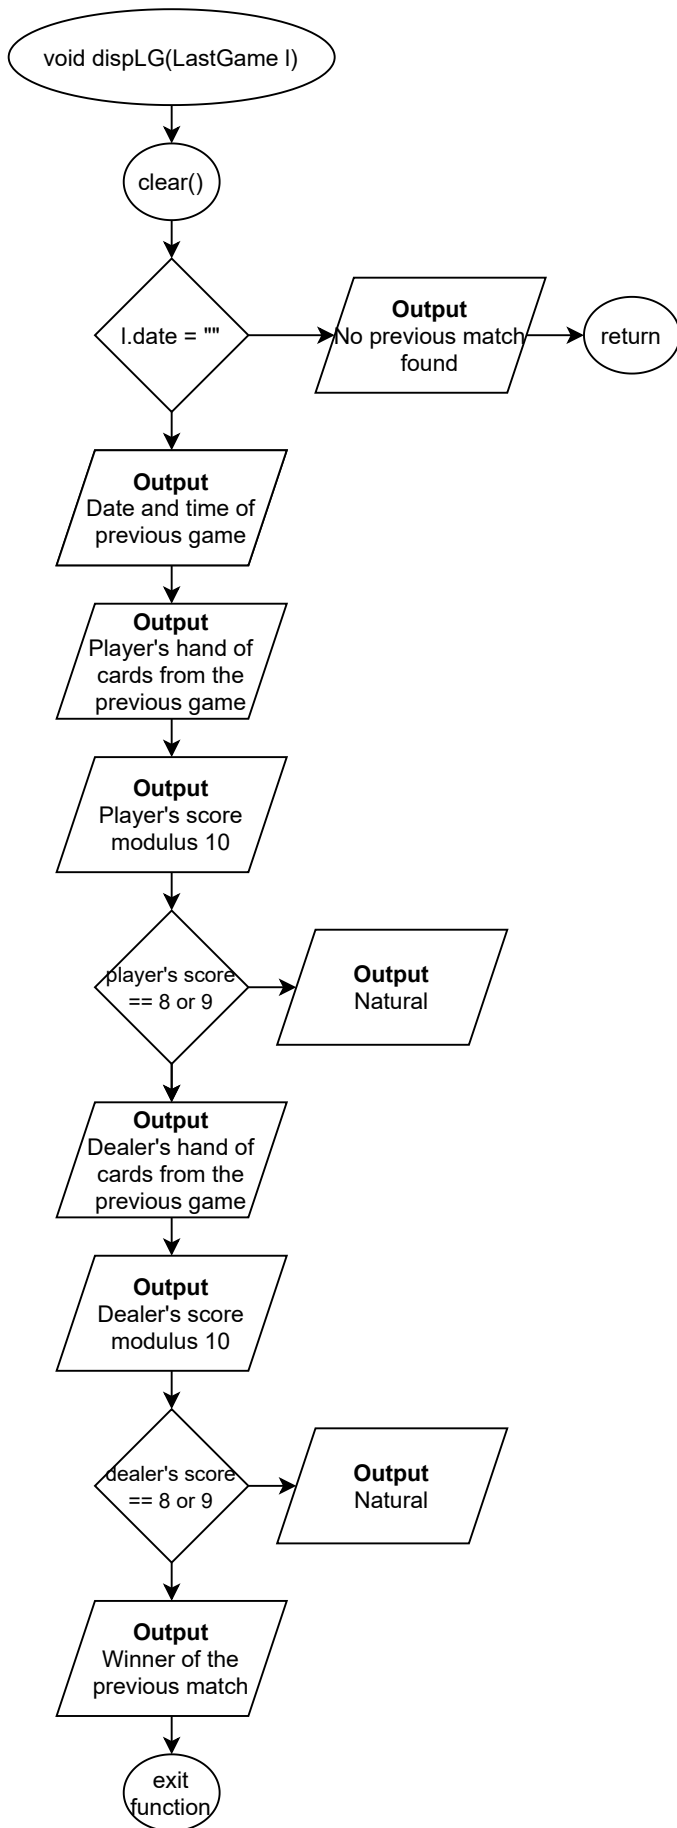 void dispLG(LastGame l)
clear()
l.date = ""
Output
No previous match
found
return
Output
Date and time of
previous game
Output
Player's hand of
cards from the
previous game
Output
Player's score
modulus 10
player's score
== 8 or 9
Output
Natural
Output
Dealer's hand of
cards from the
previous game
Output
Dealer's score
modulus 10
dealer's score
== 8 or 9
Output
Natural
Output
Winner of the
previous match
exit
function